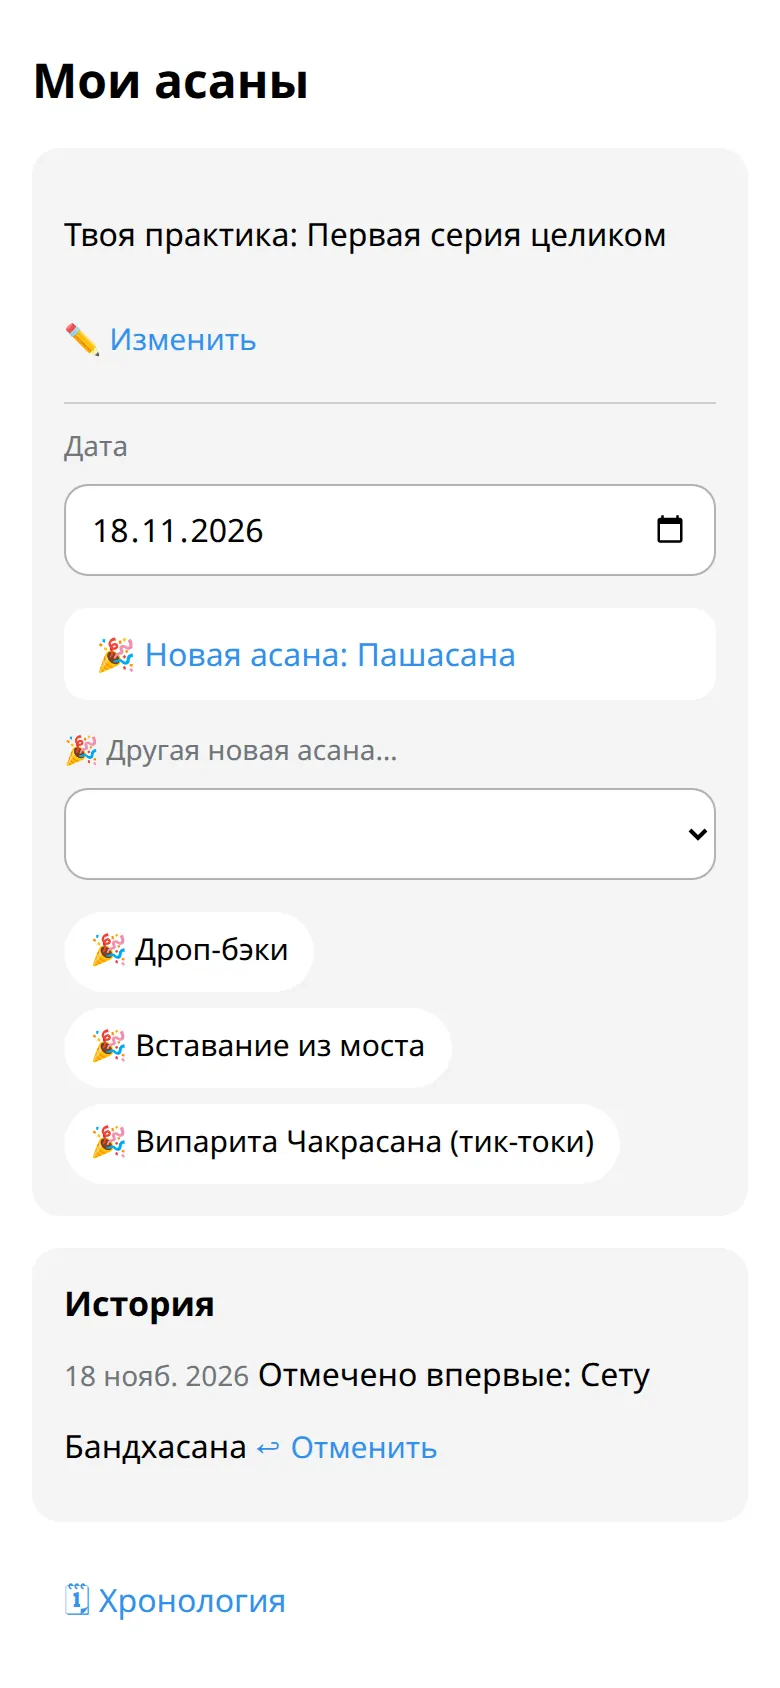 Мои асаны
Твоя практика: Первая серия целиком
✏️ Изменить
Дата
18.11.2026
🎉 Новая асана: Пашасана
🎉 Другая новая асана...
🎉 Дроп-бэки
🎉 Вставание из моста
🎉 Випарита Чакрасана (тик-токи)
История
18 нояб. 2026 Отмечено впервые: Сету
Бандхасана ↩ Отменить
🗓 Хронология